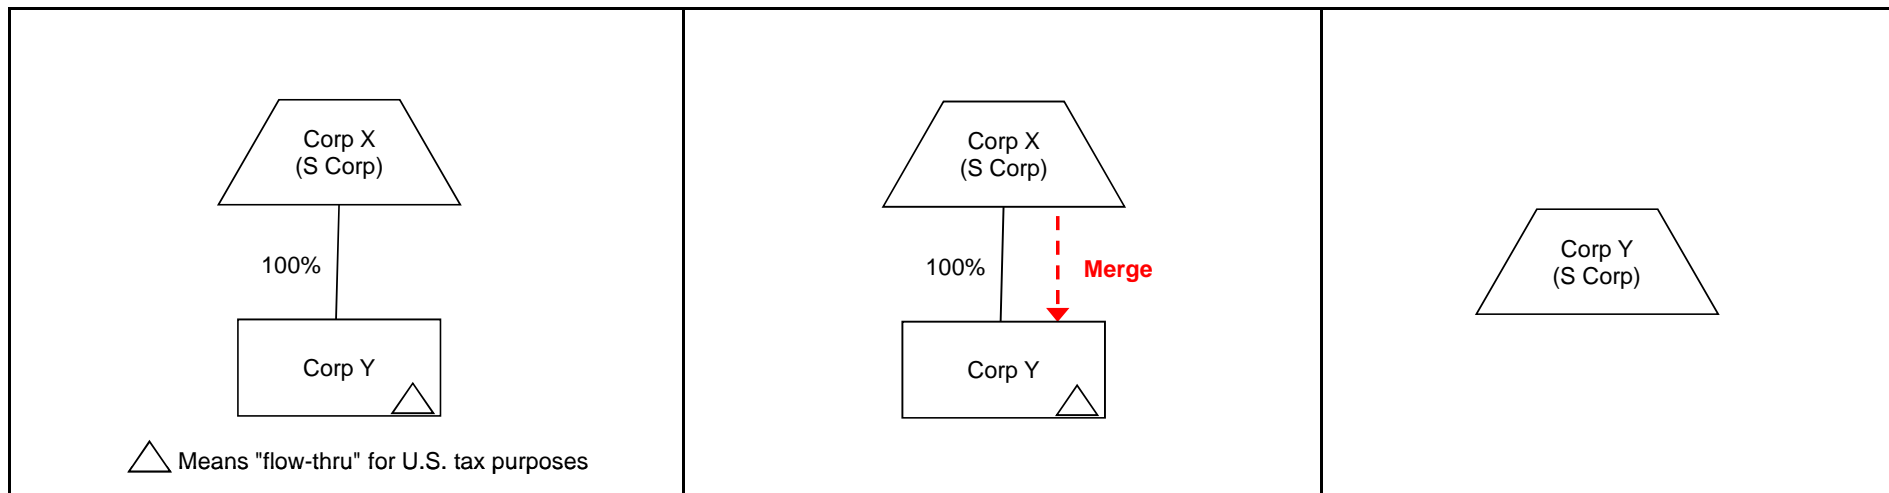 Corp X
(S Corp)
100%
Corp Y
Means "flow-thru" for U.S. tax purposes
Corp X
(S Corp)
100%
Merge
Corp Y
Corp Y
(S Corp)